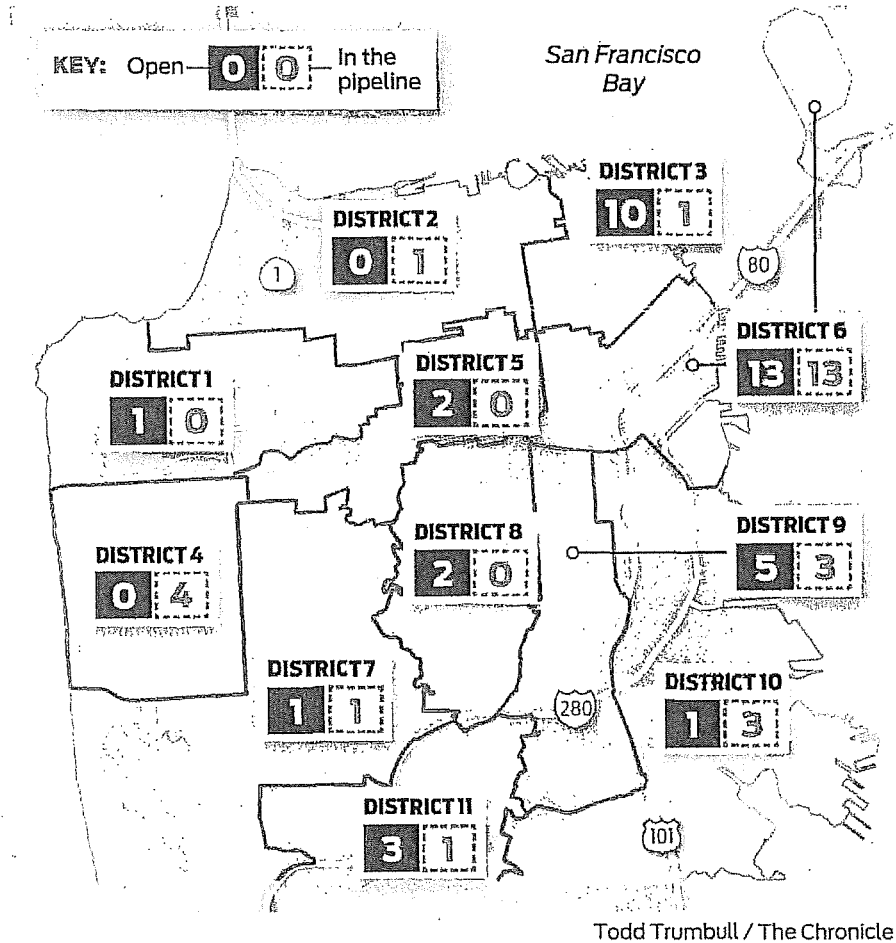 KEY: Open 0 0 In the
pipeline
San Francisco
Bay
DISTRICT 3
10 1
DISTRICT 2
0 1
1
80
DISTRICT 6
13 13
DISTRICT 5
2 0
DISTRICT 1
1 0
DISTRICT 9
5 3
DISTRICT 8
2 0
DISTRICT 4
0 4
DISTRICT 7
1 1
DISTRICT 10
1 3
280
DISTRICT 11
3 1
101
Todd Trumbull / The Chronicle